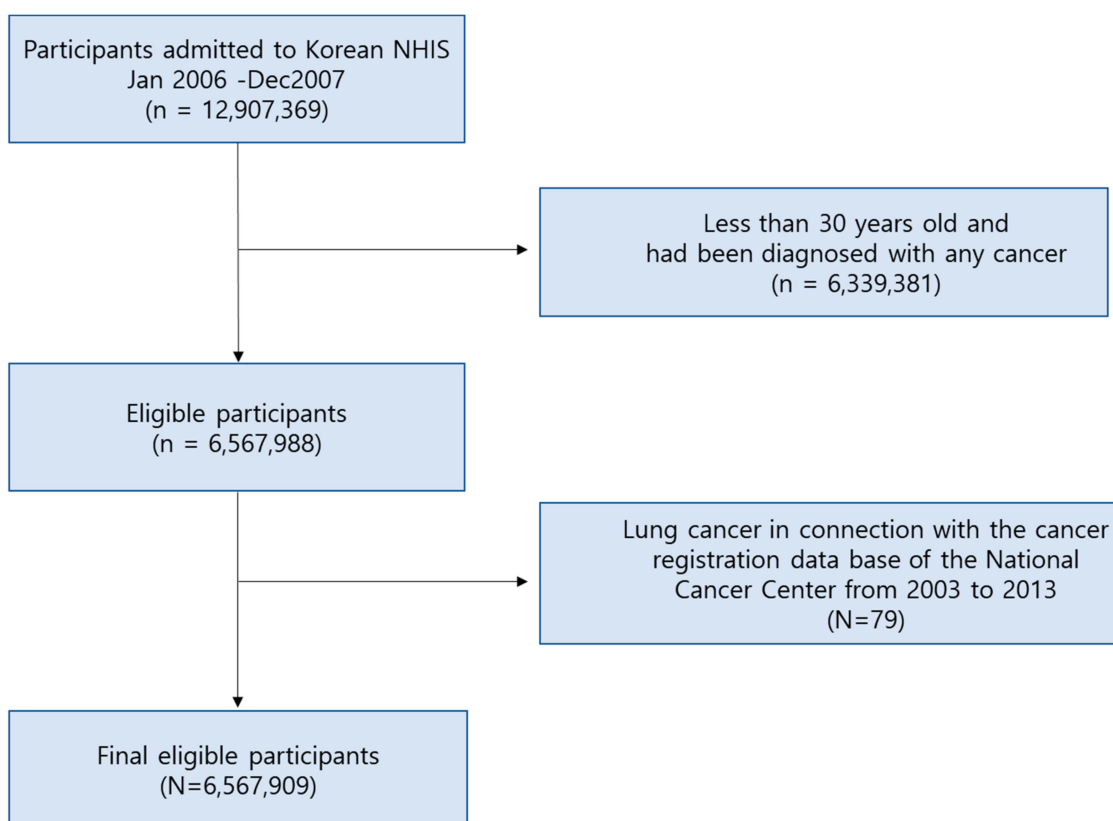 Participants admitted to Korean NHIS
Jan 2006 -Dec2007
(n = 12,907,369)
Less than 30 years old and
had been diagnosed with any cancer
(n = 6,339,381)
Eligible participants
(n = 6,567,988)
Lung cancer in connection with the cancer
registration data base of the National
Cancer Center from 2003 to 2013
(N=79)
Final eligible participants
(N=6,567,909)